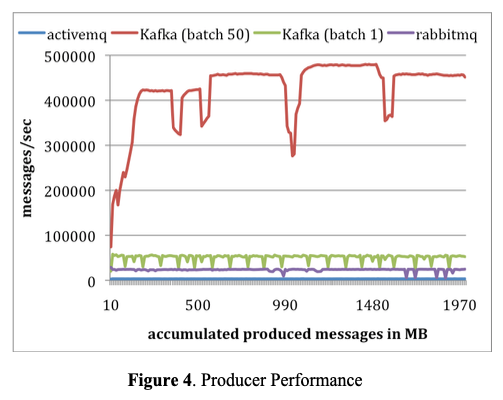 activemq Kafka (batch 50) Kafka (batch 1) rabbitmq
500000
400000
300000
200000
100000
0
messages/sec
10 500 990 1480 1970
accumulated produced messages in MB
Figure 4. Producer Performance